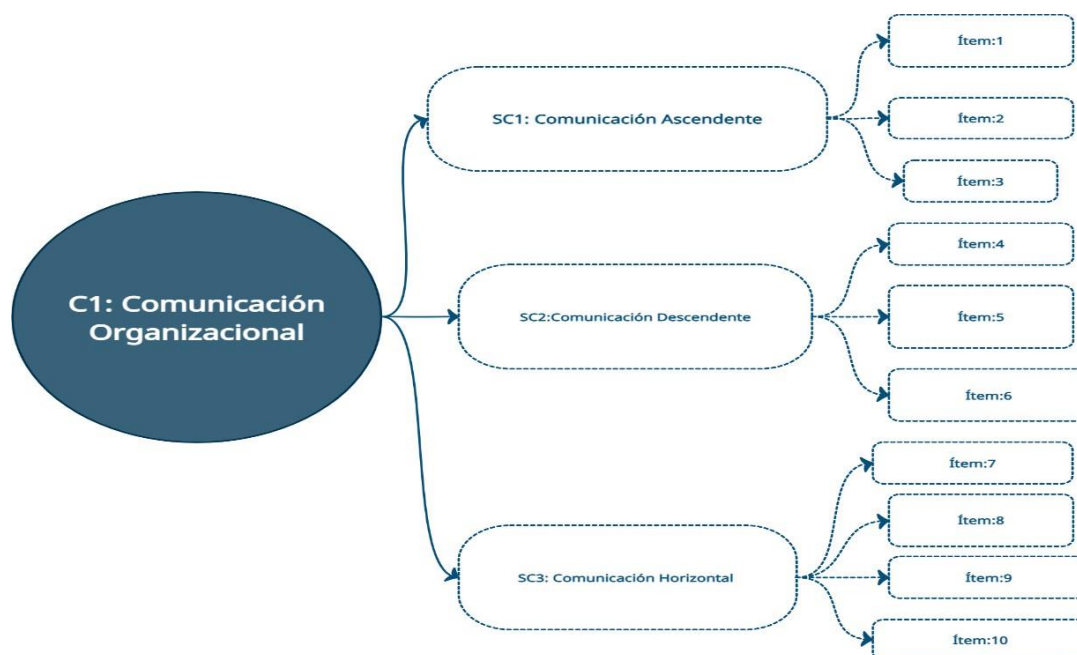 C1: Comunicación
Organizacional
SC1: Comunicación Ascendente
Ítem:1
Ítem:2
Ítem:3
SC2:Comunicación Descendente
Ítem:4
Ítem:5
Ítem:6
SC3: Comunicación Horizontal
Ítem:7
Ítem:8
Ítem:9
Ítem:10